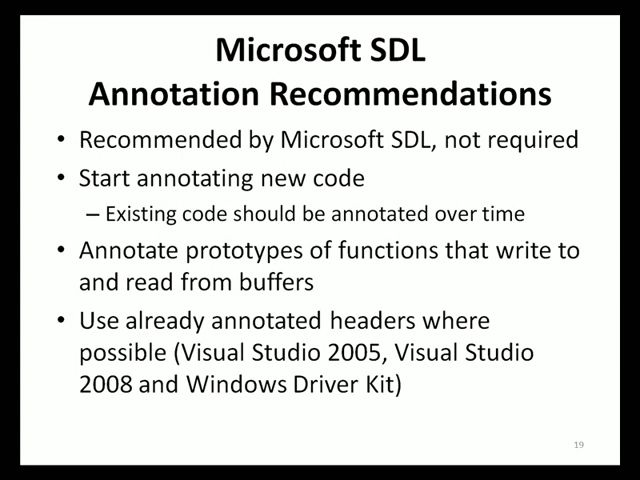 Microsoft SDL
Annotation Recommendations
• Recommended by Microsoft SDL, not required
• Start annotating new code
– Existing code should be annotated over time
• Annotate prototypes of functions that write to
and read from buffers
• Use already annotated headers where
possible (Visual Studio 2005, Visual Studio
2008 and Windows Driver Kit)
19